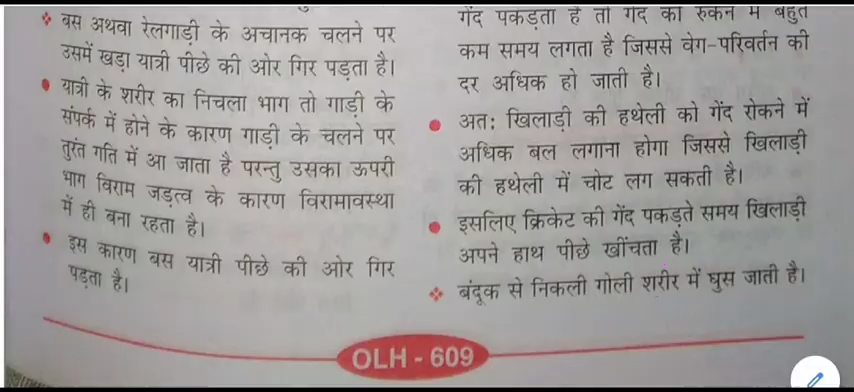 ❖ बस अथवा रेलगाड़ी के अचानक चलने पर
उसमें खड़ा यात्री पीछे की ओर गिर पड़ता है।
● यात्री के शरीर का निचला भाग तो गाड़ी के
संपर्क में होने के कारण गाड़ी के चलने पर
तुरंत गति में आ जाता है परन्तु उसका ऊपरी
भाग विराम जड़त्व के कारण विरामावस्था
में ही बना रहता है।
● इस कारण बस यात्री पीछे की ओर गिर
पड़ता है।
गेंद पकड़ता है तो गेंद को रुकने में बहुत
कम समय लगता है जिससे वेग-परिवर्तन की
दर अधिक हो जाती है।
● अतः खिलाड़ी की हथेली को गेंद रोकने में
अधिक बल लगाना होगा जिससे खिलाड़ी
की हथेली में चोट लग सकती है।
● इसलिए क्रिकेट की गेंद पकड़ते समय खिलाड़ी
अपने हाथ पीछे खींचता है।
❖ बंदूक से निकली गोली शरीर में घुस जाती है।
OLH - 609